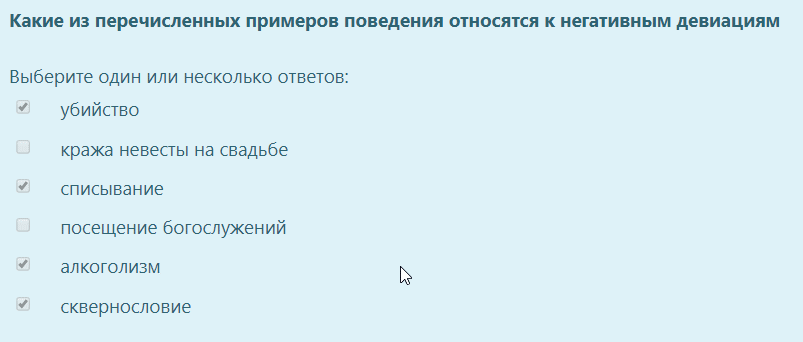 Какие из перечисленных примеров поведения относятся к негативным девиациям
Выберите один или несколько ответов:
убийство
кража невесты на свадьбе
списывание
посещение богослужений
алкоголизм
сквернословие